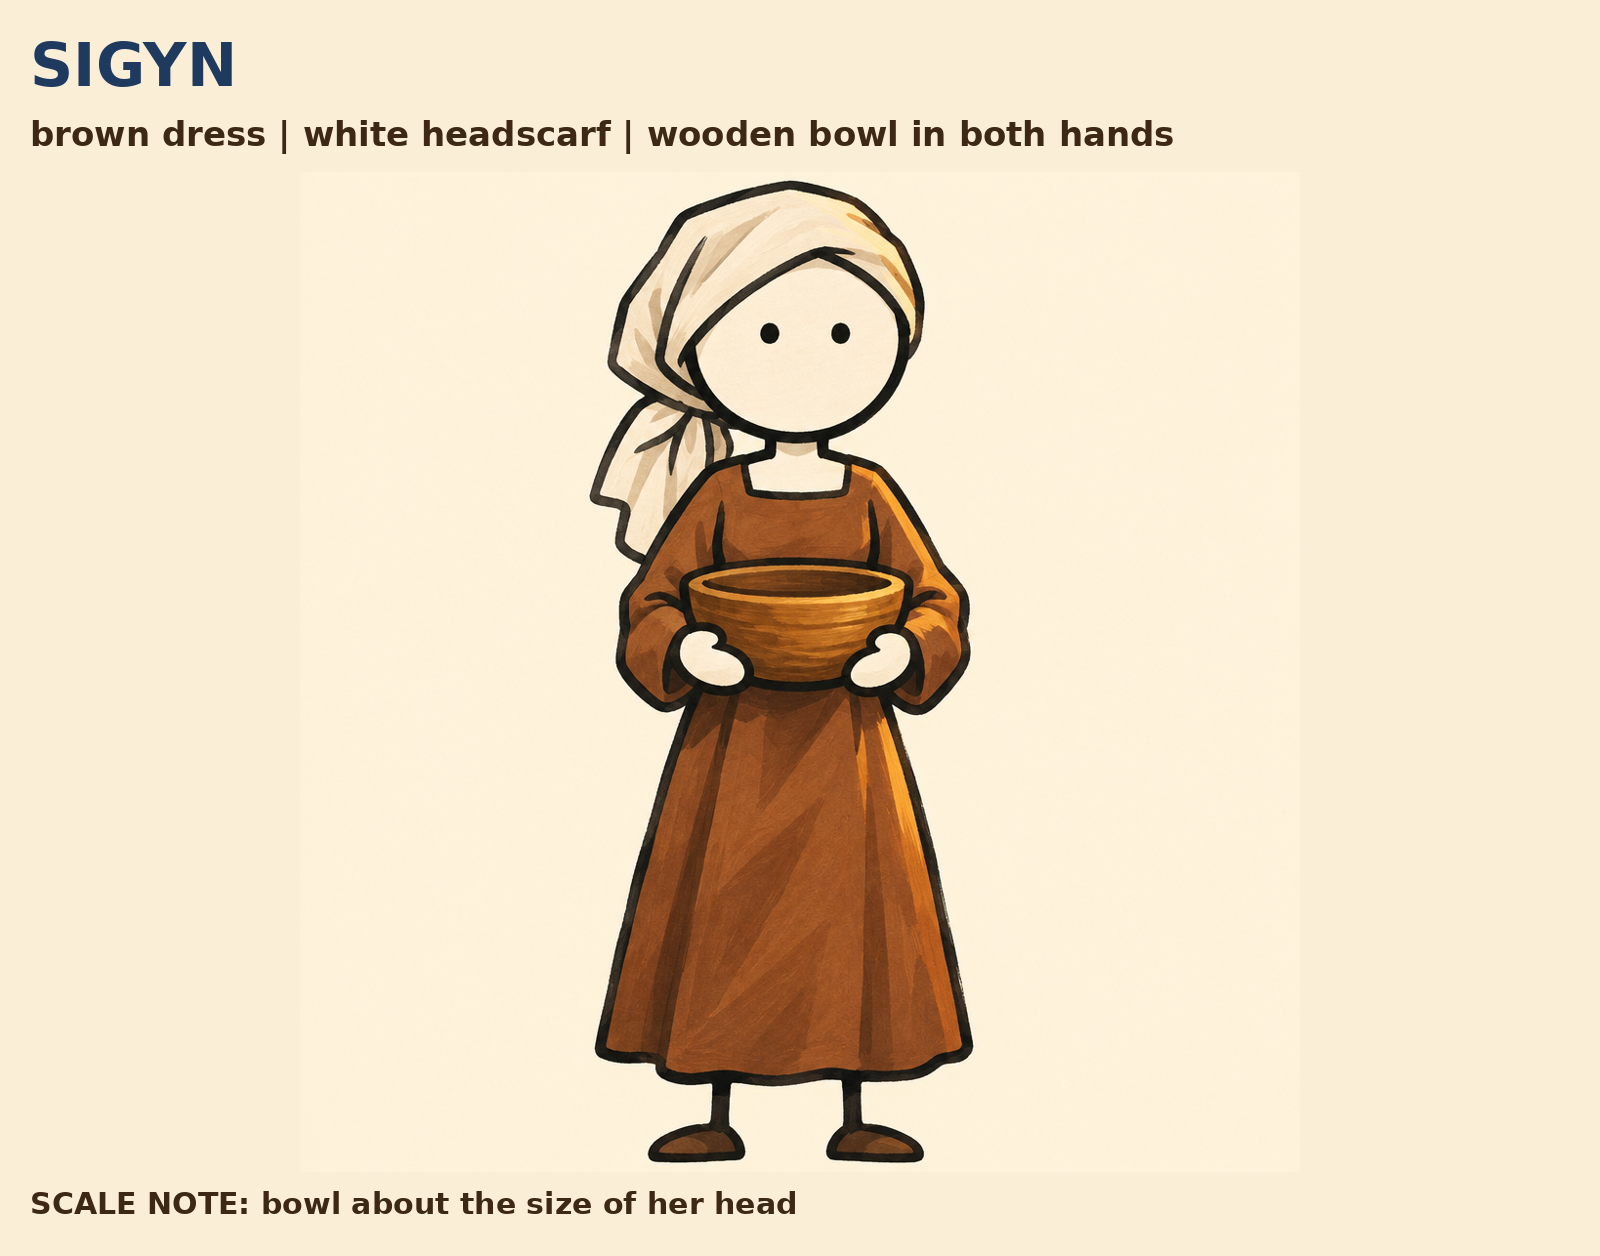 SIGYN
brown dress | white headscarf | wooden bowl in both hands
SCALE NOTE: bowl about the size of her head